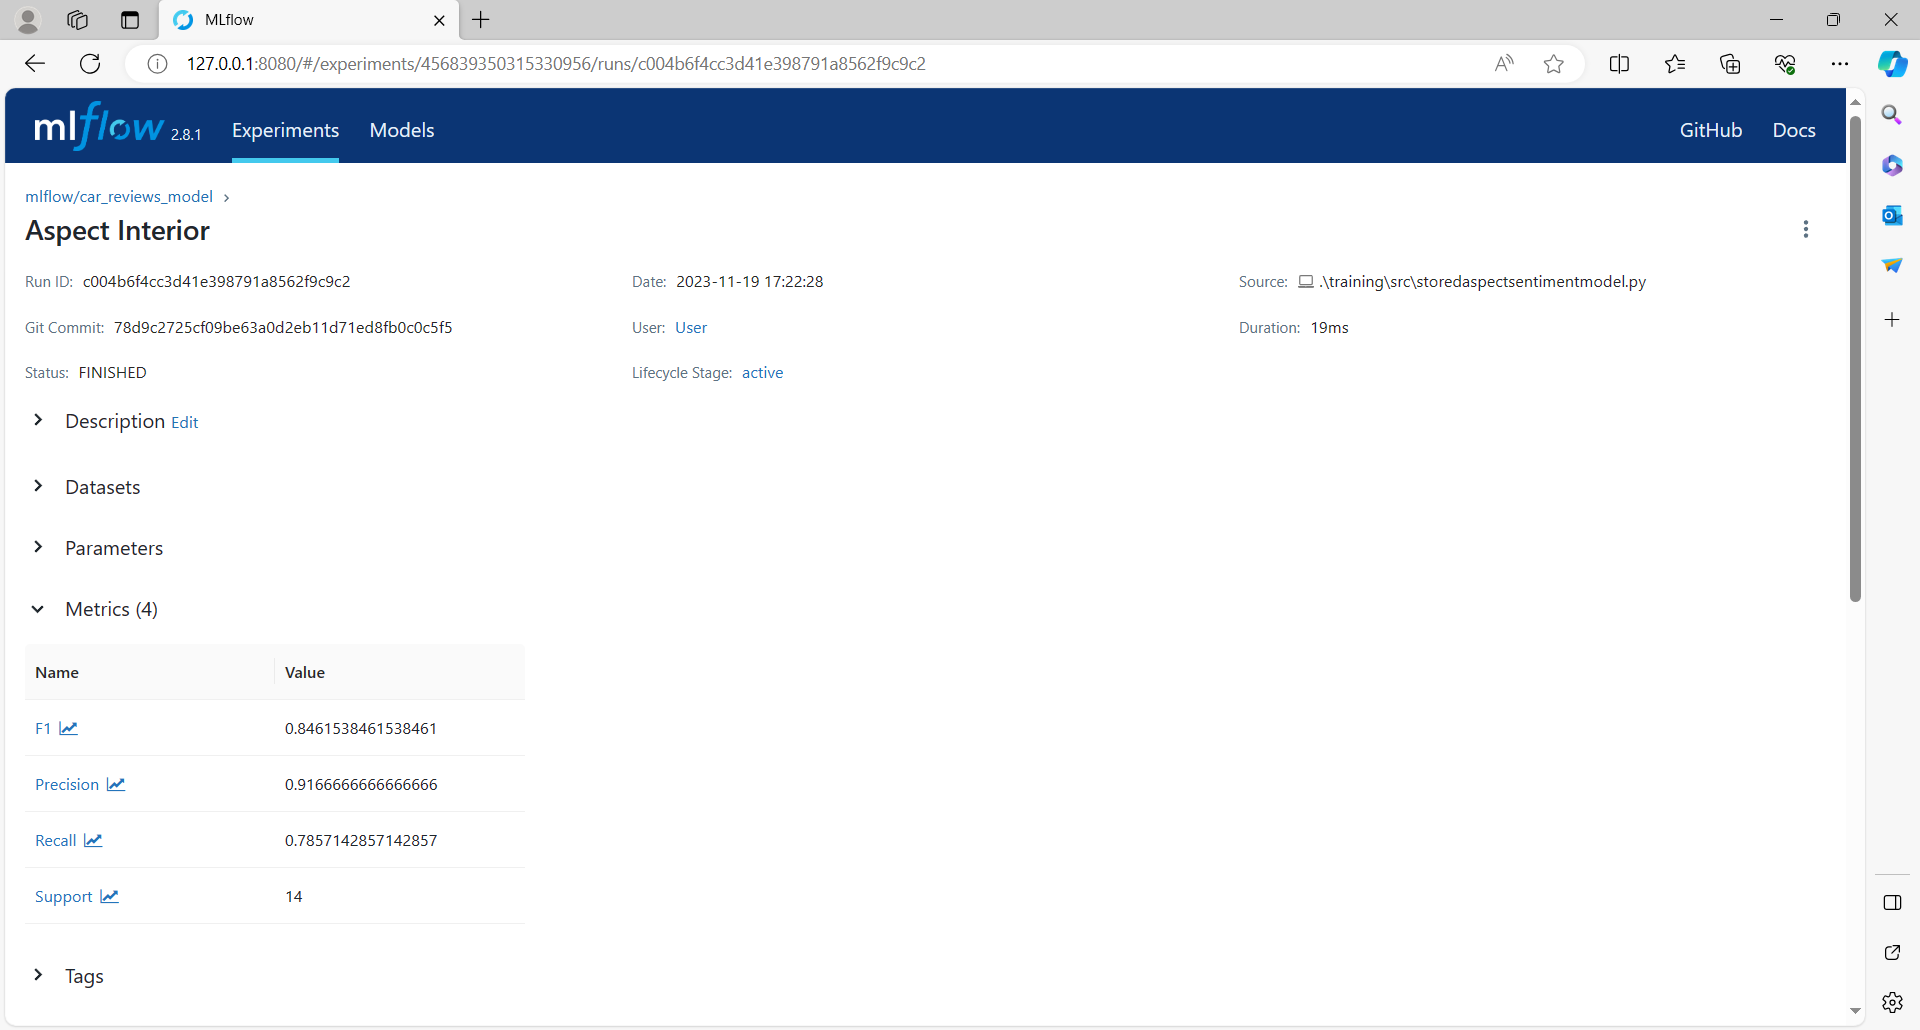 MLflow
127.0.0.1:8080/#/experiments/456839350315330956/runs/c004b6f4cc3d41e398791a8562f9c9c2
mlflow 2.8.1 Experiments Models GitHub Docs
mlflow/car_reviews_model
Aspect Interior
Run ID: c004b6f4cc3d41e398791a8562f9c9c2 Date: 2023-11-19 17:22:28 Source: .\training\src\storedaspectsentimentmodel.py
Git Commit: 78d9c2725cf09be63a0d2eb11d71ed8fb0c0c5f5 User: User Duration: 19ms
Status: FINISHED Lifecycle Stage: active
Description Edit
Datasets
Parameters
Metrics (4)
Name Value
F1 0.8461538461538461
Precision 0.9166666666666666
Recall 0.7857142857142857
Support 14
Tags